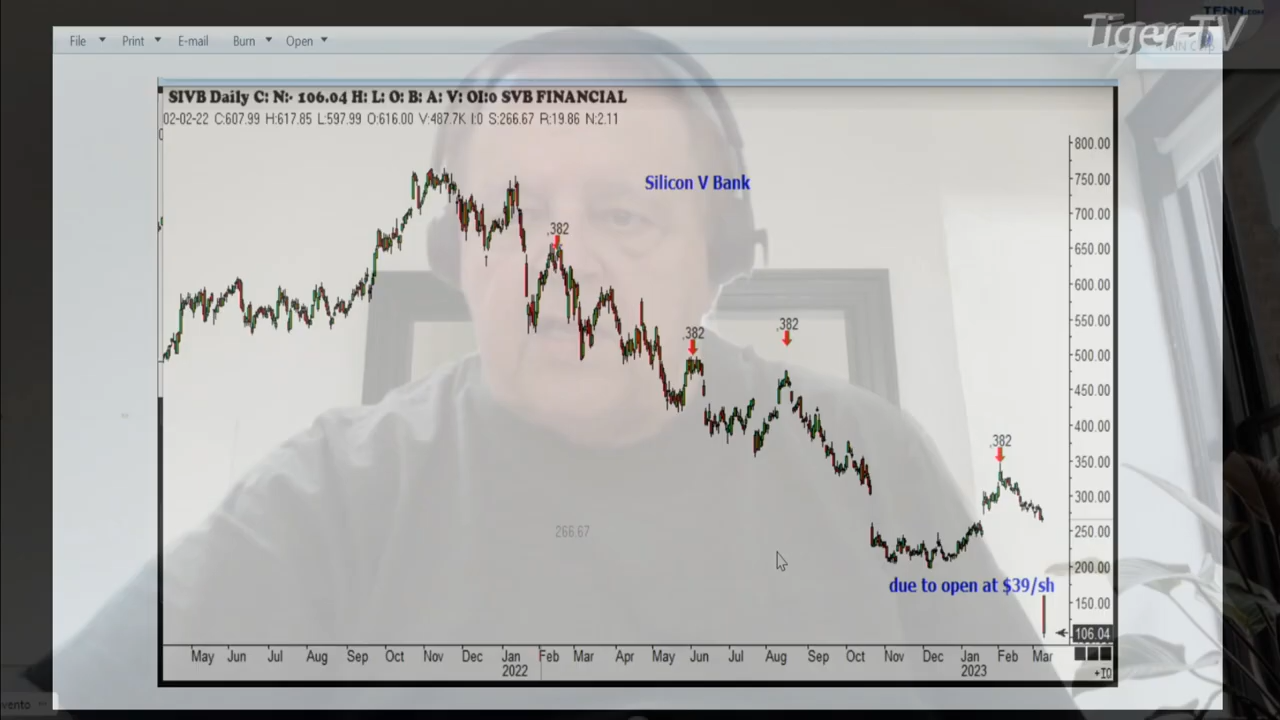 TFNN.COM
Tiger TV
File Print E-mail Burn Open
SIVB Daily C: N:- 106.04 H: L: O: B: A: V: OI:0 SVB FINANCIAL
02-02-22 C:607.99 H:617.85 L:597.99 O:616.00 V:487.7K I:0 S:266.67 R:19.86 N:2.11
800.00
Silicon V Bank
750.00
700.00
.382
650.00
600.00
550.00
.382
.382
500.00
450.00
400.00
.382
350.00
300.00
266.67
250.00
200.00
due to open at $39/sh
150.00
106.04
May Jun Jul Aug Sep Oct Nov Dec Jan Feb Mar Apr May Jun Jul Aug Sep Oct Nov Dec Jan Feb Mar
2022 2023
+10
vento